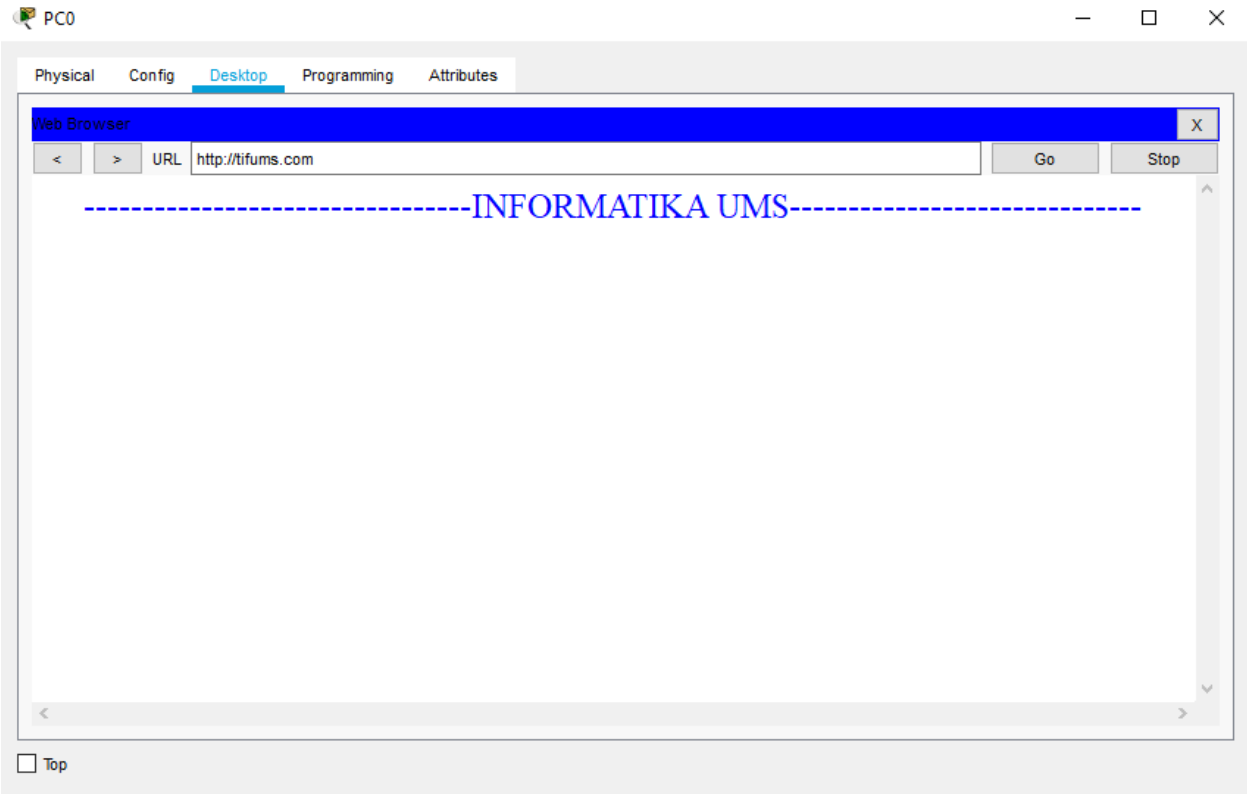 PC0
Physical Config Desktop Programming Attributes
Web Browser X
< > URL http://tifums.com Go Stop
---------------------------------INFORMATIKA UMS------------------------------
Top